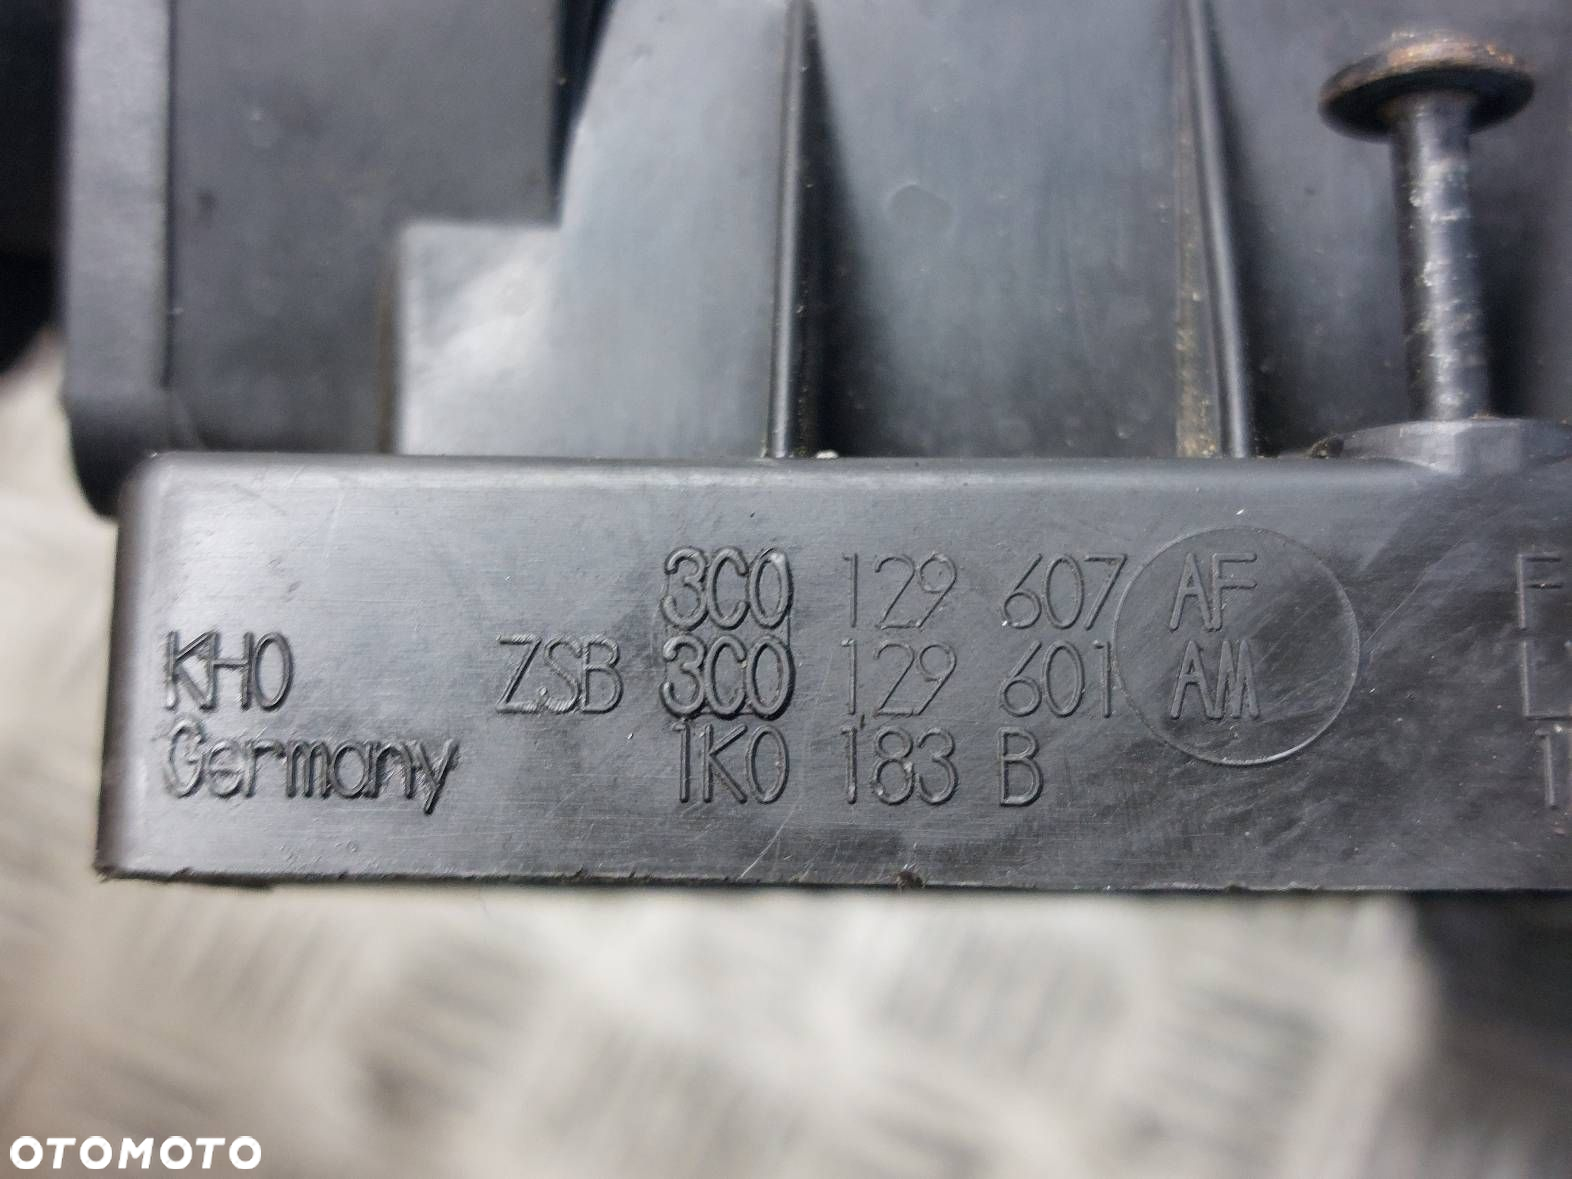 3C0 129 607 AF F
KHO ZSB 3C0 129 601 AM
Germany 1K0 183 B
OTOMOTO